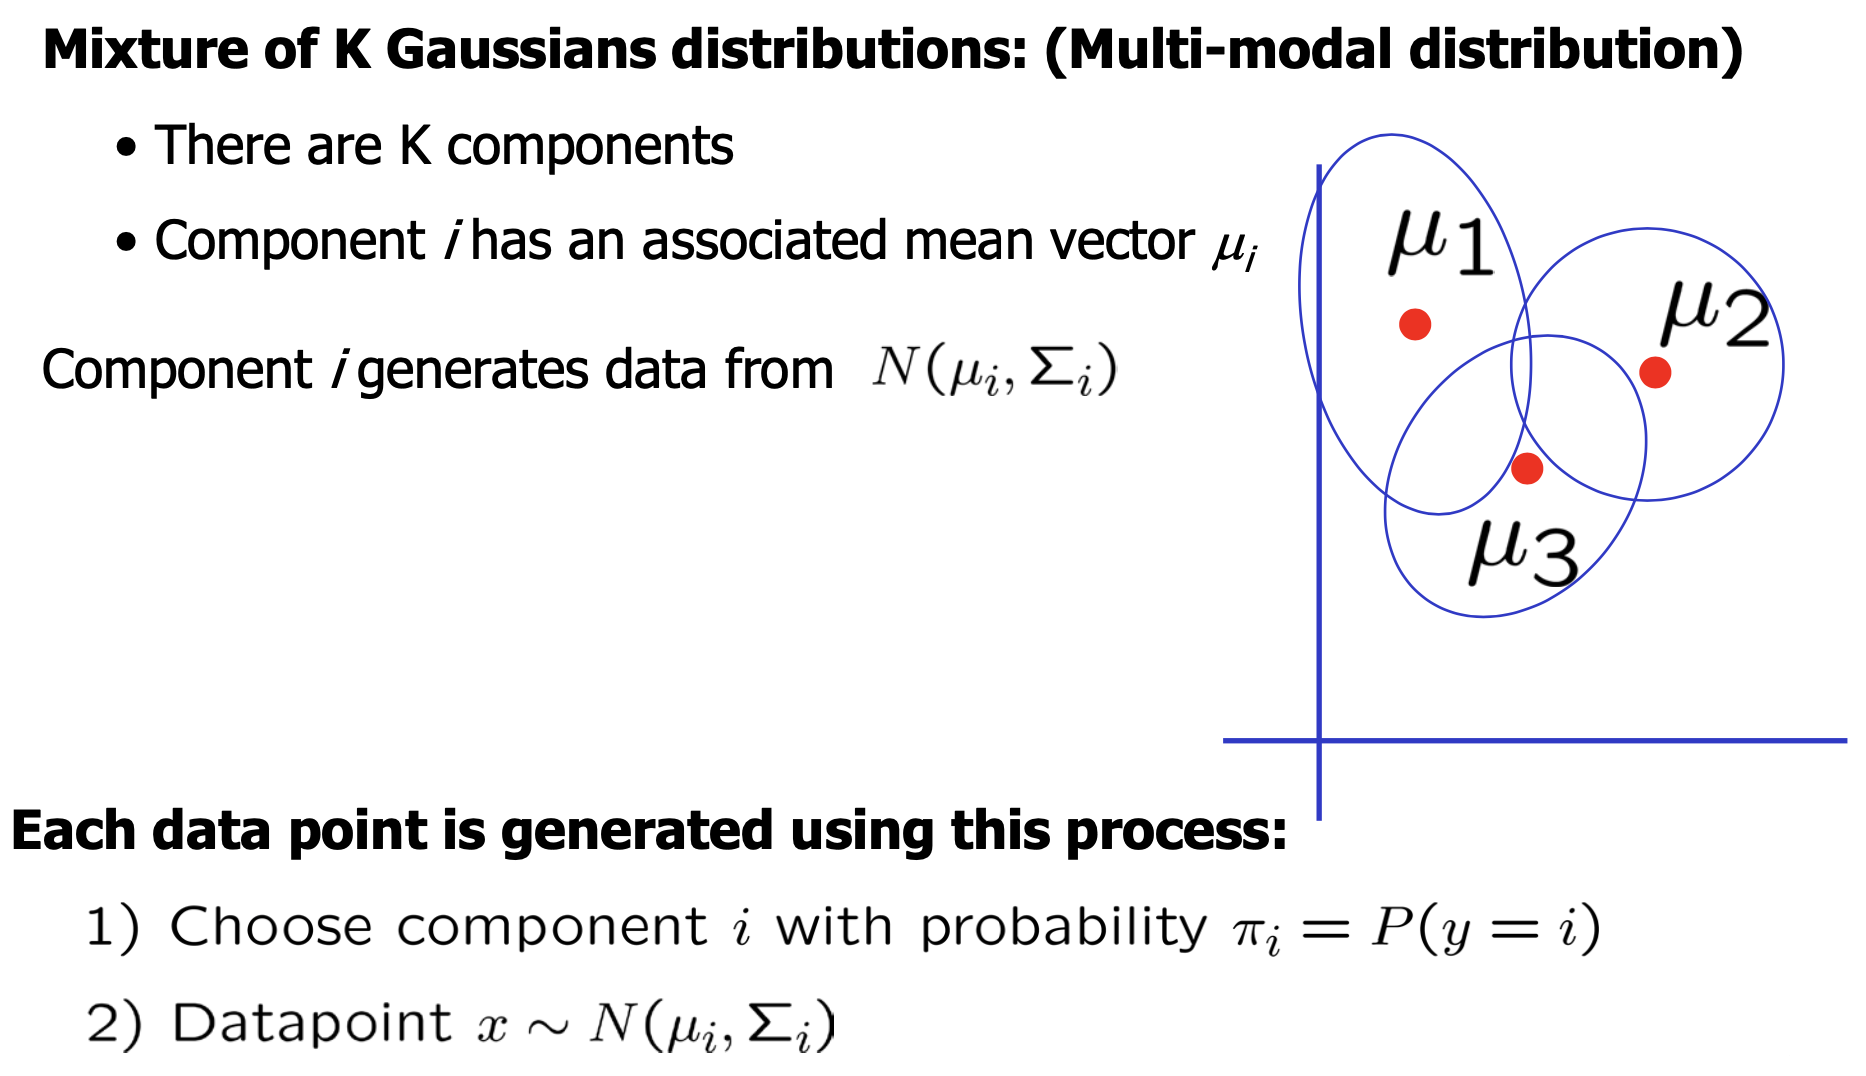 Mixture of K Gaussians distributions: (Multi-modal distribution)
• There are K components
• Component i has an associated mean vector μᵢ
Component i generates data from N(μᵢ, Σᵢ)
μ₁
μ₂
μ₃
Each data point is generated using this process:
1) Choose component i with probability πᵢ = P(y = i)
2) Datapoint x ∼ N(μᵢ, Σᵢ)